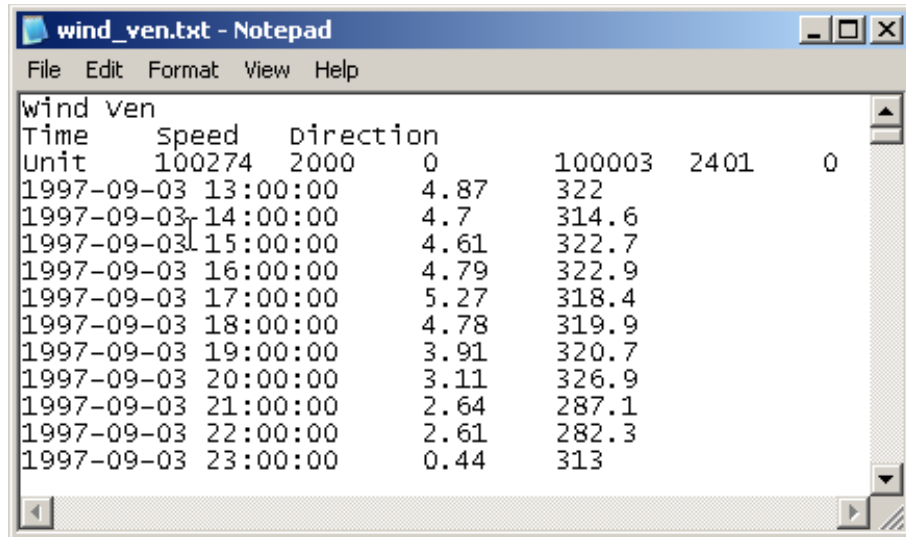 wind_ven.txt - Notepad
File Edit Format View Help
Wind Ven
Time Speed Direction
Unit 100274 2000 0 100003 2401 0
1997-09-03 13:00:00 4.87 322
1997-09-03 14:00:00 4.7 314.6
1997-09-03 15:00:00 4.61 322.7
1997-09-03 16:00:00 4.79 322.9
1997-09-03 17:00:00 5.27 318.4
1997-09-03 18:00:00 4.78 319.9
1997-09-03 19:00:00 3.91 320.7
1997-09-03 20:00:00 3.11 326.9
1997-09-03 21:00:00 2.64 287.1
1997-09-03 22:00:00 2.61 282.3
1997-09-03 23:00:00 0.44 313